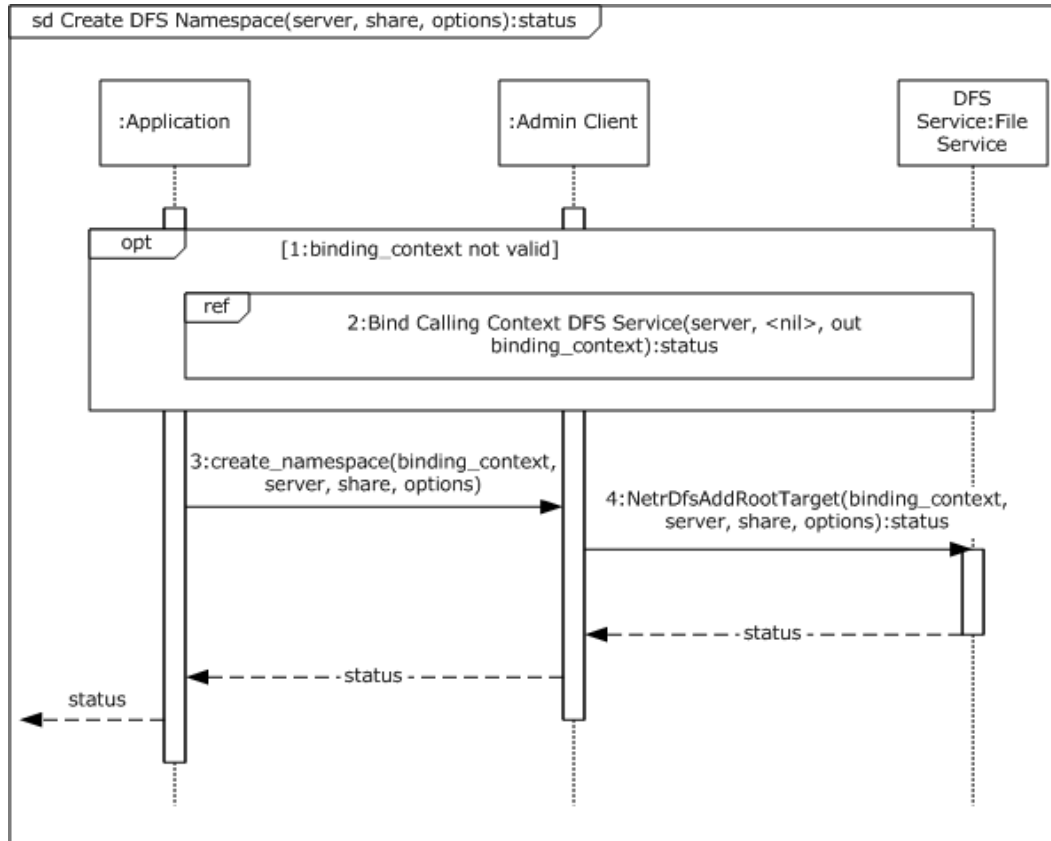 sd Create DFS Namespace(server, share, options):status
:Application
:Admin Client
DFS
Service:File
Service
opt
[1:binding_context not valid]
ref
2:Bind Calling Context DFS Service(server, <nil>, out
binding_context):status
3:create_namespace(binding_context,
server, share, options)
4:NetrDfsAddRootTarget(binding_context,
server, share, options):status
status
status
status